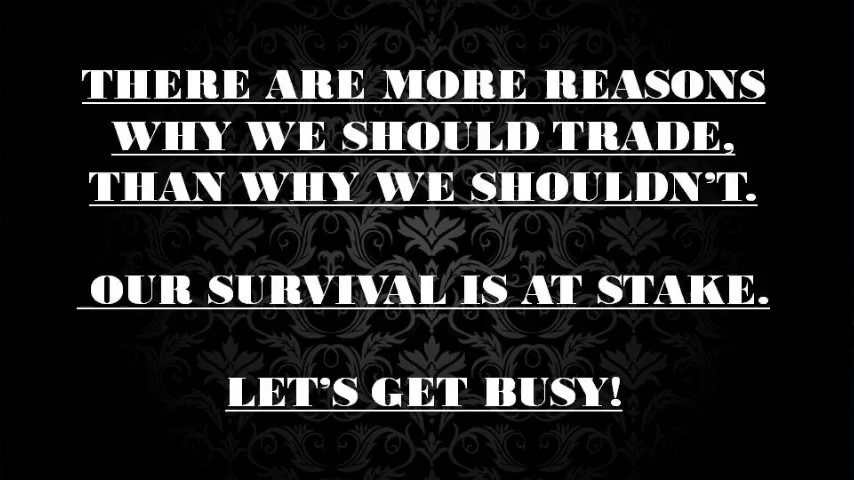 THERE ARE MORE REASONS
WHY WE SHOULD TRADE,
THAN WHY WE SHOULDN'T.
OUR SURVIVAL IS AT STAKE.
LET'S GET BUSY!